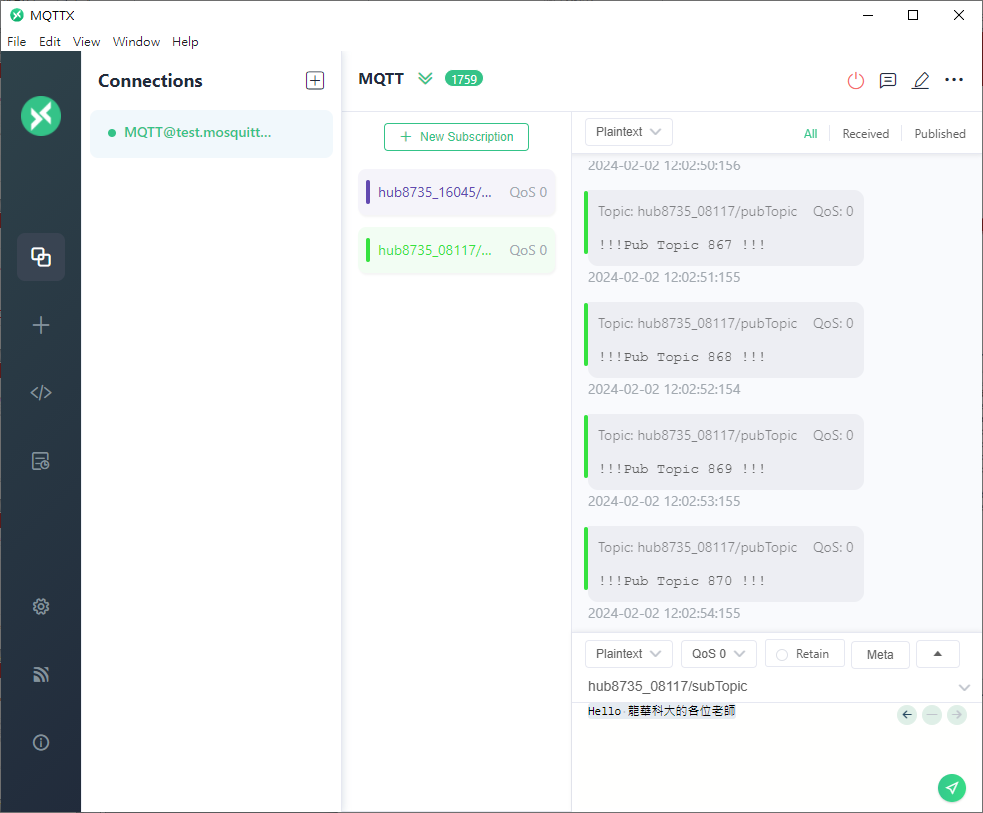 MQTTX
File Edit View Window Help
Connections
MQTT@test.mosquitt...
MQTT 1759
New Subscription
hub8735_16045/... QoS 0
hub8735_08117/... QoS 0
Plaintext All Received Published
2024-02-02 12:02:50:156
Topic: hub8735_08117/pubTopic QoS: 0
!!!Pub Topic 867 !!!
2024-02-02 12:02:51:155
Topic: hub8735_08117/pubTopic QoS: 0
!!!Pub Topic 868 !!!
2024-02-02 12:02:52:154
Topic: hub8735_08117/pubTopic QoS: 0
!!!Pub Topic 869 !!!
2024-02-02 12:02:53:155
Topic: hub8735_08117/pubTopic QoS: 0
!!!Pub Topic 870 !!!
2024-02-02 12:02:54:155
Plaintext QoS 0 Retain Meta
hub8735_08117/subTopic
Hello 龍華科大的各位老師